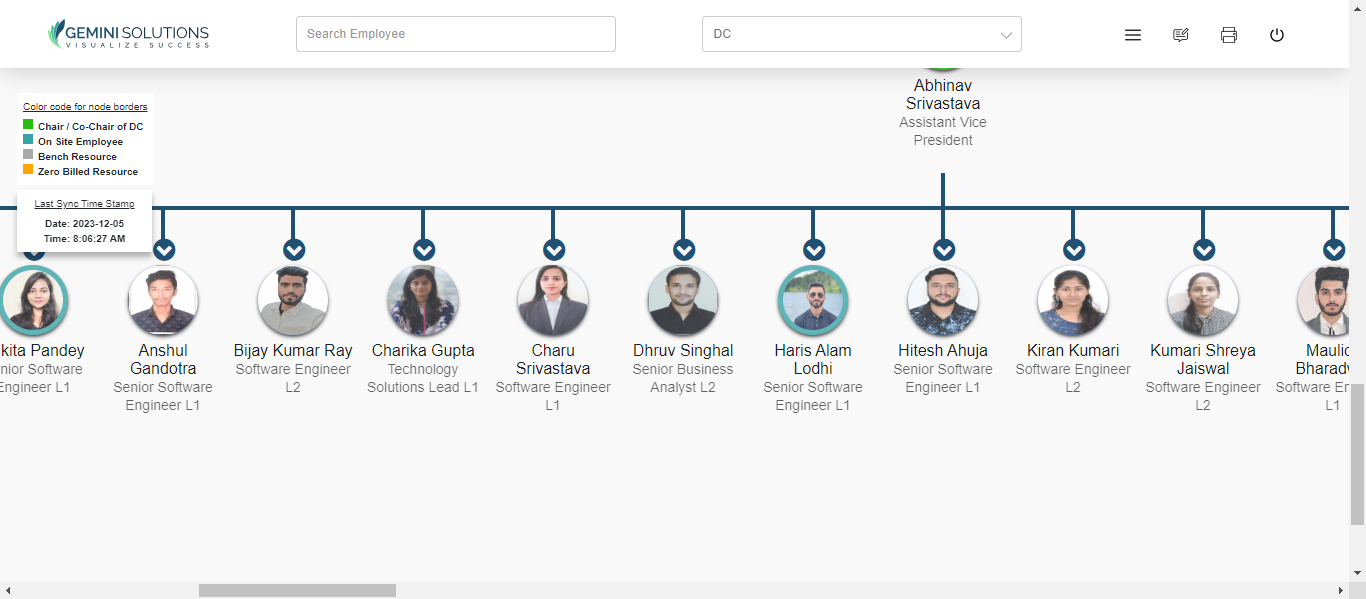 GEMINI SOLUTIONS
VISUALIZE SUCCESS
Search Employee
DC
Abhinav
Srivastava
Assistant Vice
President
Color code for node borders
Chair / Co-Chair of DC
On Site Employee
Bench Resource
Zero Billed Resource
Last Sync Time Stamp
Date: 2023-12-05
Time: 8:06:27 AM
kita Pandey
nior Software
Engineer L1
Anshul
Gandotra
Senior Software
Engineer L1
Bijay Kumar Ray
Software Engineer
L2
Charika Gupta
Technology
Solutions Lead L1
Charu
Srivastava
Software Engineer
L1
Dhruv Singhal
Senior Business
Analyst L2
Haris Alam
Lodhi
Senior Software
Engineer L1
Hitesh Ahuja
Senior Software
Engineer L1
Kiran Kumari
Software Engineer
L2
Kumari Shreya
Jaiswal
Software Engineer
L2
Maulic
Bharadw
Software En
L1